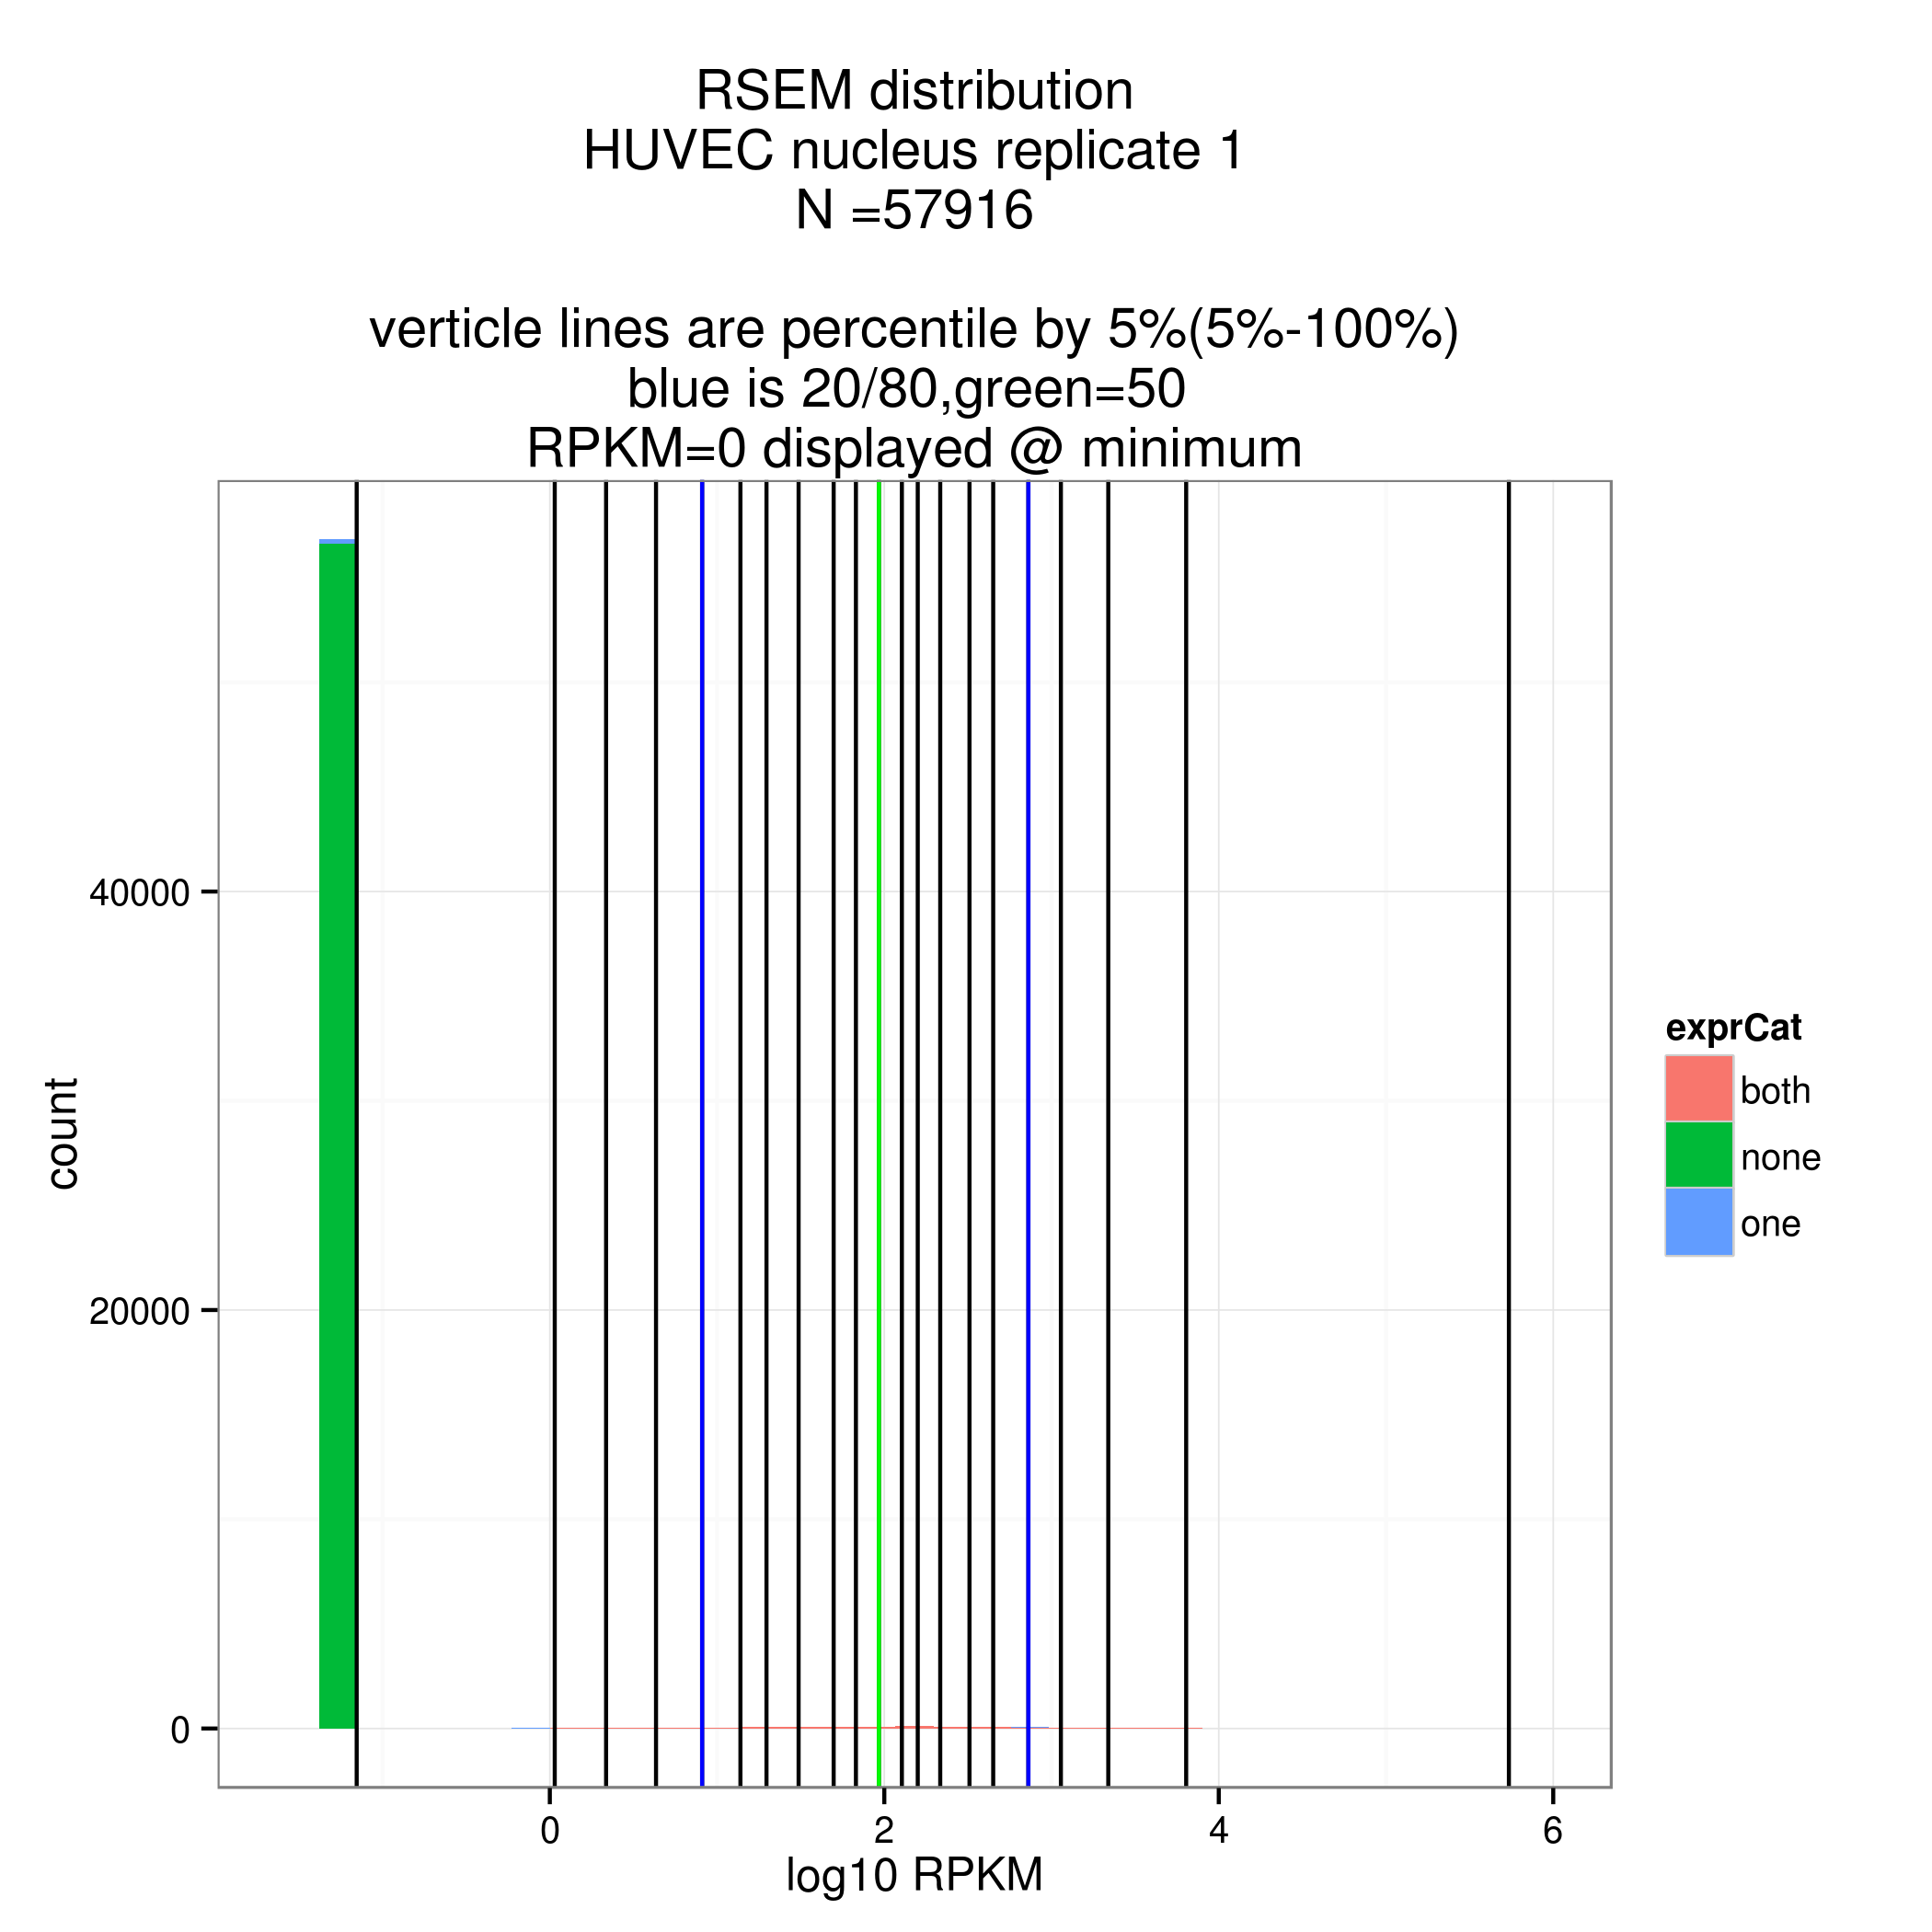 RSEM distribution
HUVEC nucleus replicate 1
N =57916
verticle lines are percentile by 5%(5%-100%)
blue is 20/80,green=50
RPKM=0 displayed @ minimum
40000
20000
0
count
0
2
4
6
log10 RPKM
exprCat
both
none
one